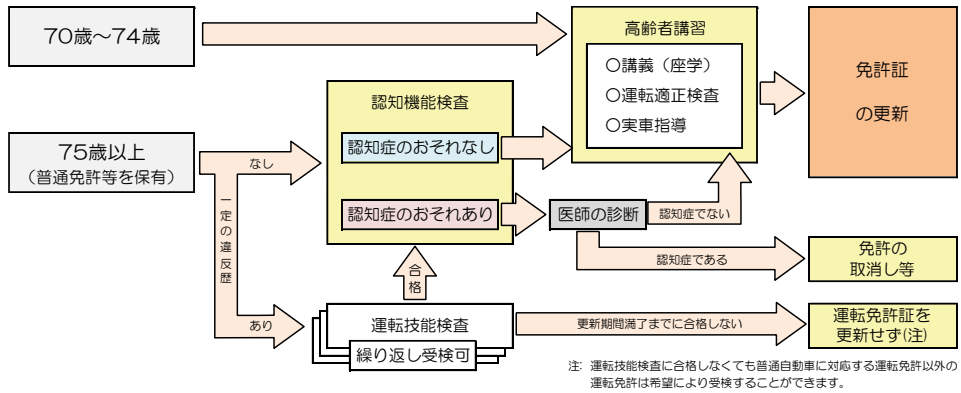 70歳～74歳
高齢者講習
○講義（座学）
○運転適正検査
○実車指導
免許証
の更新
認知機能検査
認知症のおそれなし
認知症のおそれあり
75歳以上
（普通免許等を保有）
なし
一定の違反歴
あり
医師の診断
認知症でない
認知症である
免許の
取消し等
合格
運転技能検査
繰り返し受検可
更新期間満了までに合格しない
運転免許証を
更新せず(注)
注: 運転技能検査に合格しなくても普通自動車に対応する運転免許以外の
運転免許は希望により受検することができます。